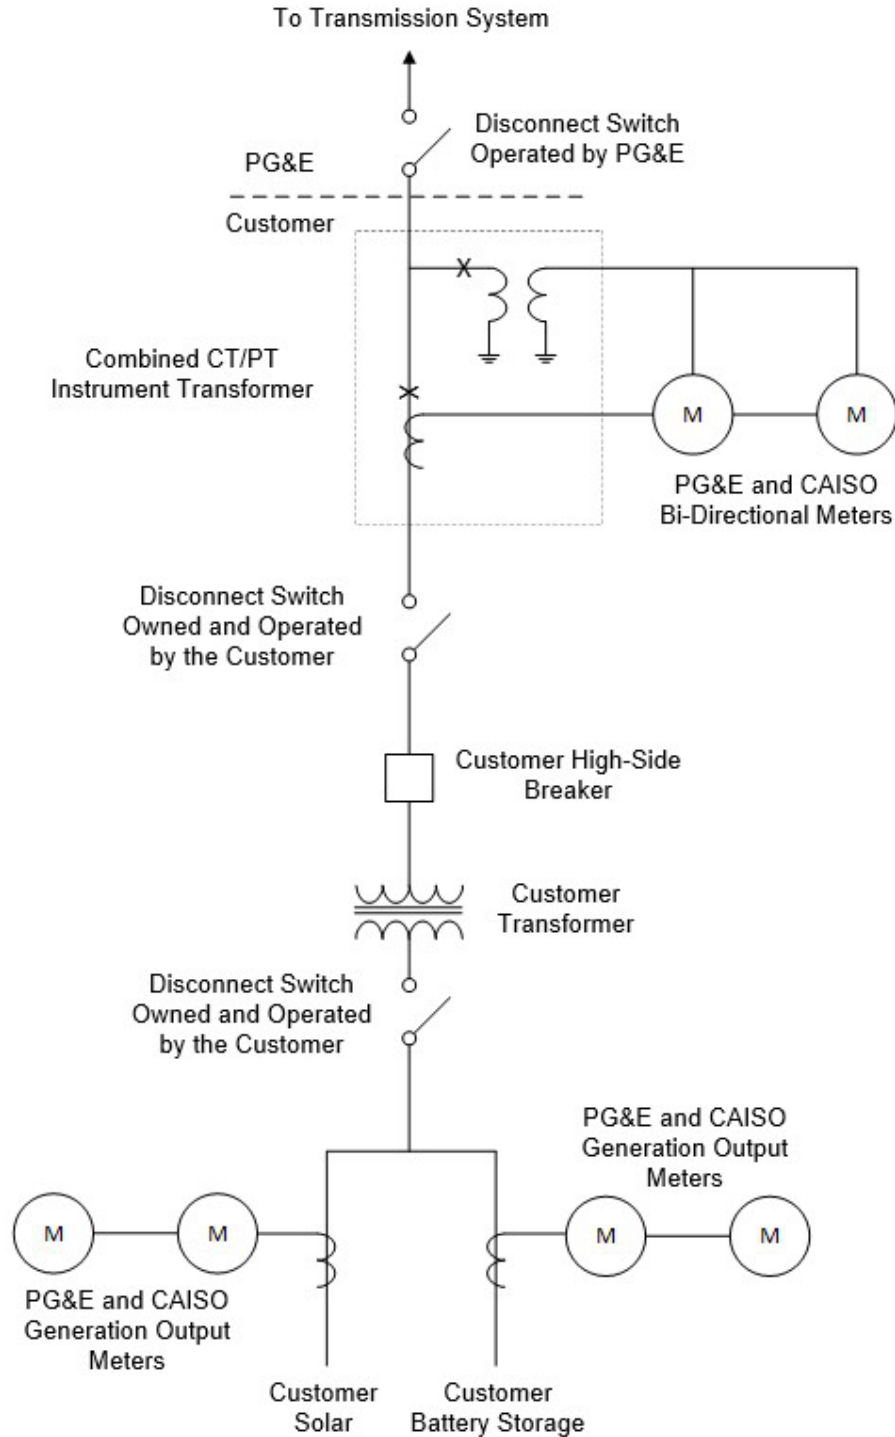 To Transmission System
Disconnect Switch
Operated by PG&E
PG&E
Customer
Combined CT/PT
Instrument Transformer
M
M
PG&E and CAISO
Bi-Directional Meters
Disconnect Switch
Owned and Operated
by the Customer
Customer High-Side
Breaker
Customer
Transformer
Disconnect Switch
Owned and Operated
by the Customer
PG&E and CAISO
Generation Output
Meters
M
M
M
M
PG&E and CAISO
Generation Output
Meters
Customer
Solar
Customer
Battery Storage